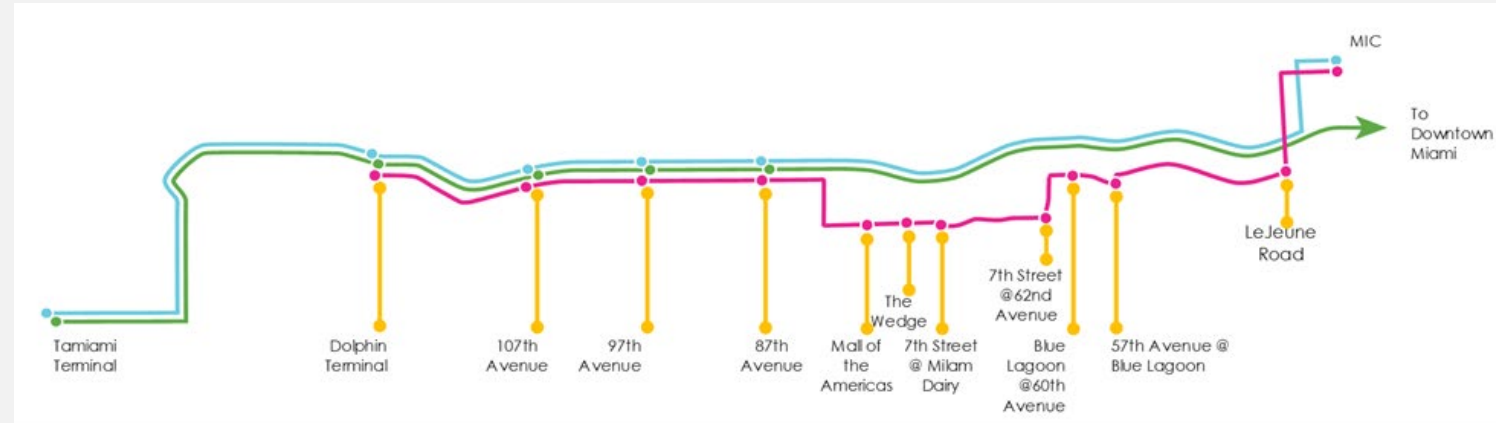 MIC
To
Downtown
Miami
LeJeune
Road
7th Street
@62nd
Avenue
The
Wedge
Tamiami
Terminal
Dolphin
Terminal
107th
Avenue
97th
Avenue
87th
Avenue
Mall of
the
Americas
7th Street
@ Milam
Dairy
Blue
Lagoon
@60th
Avenue
57th Avenue @
Blue Lagoon